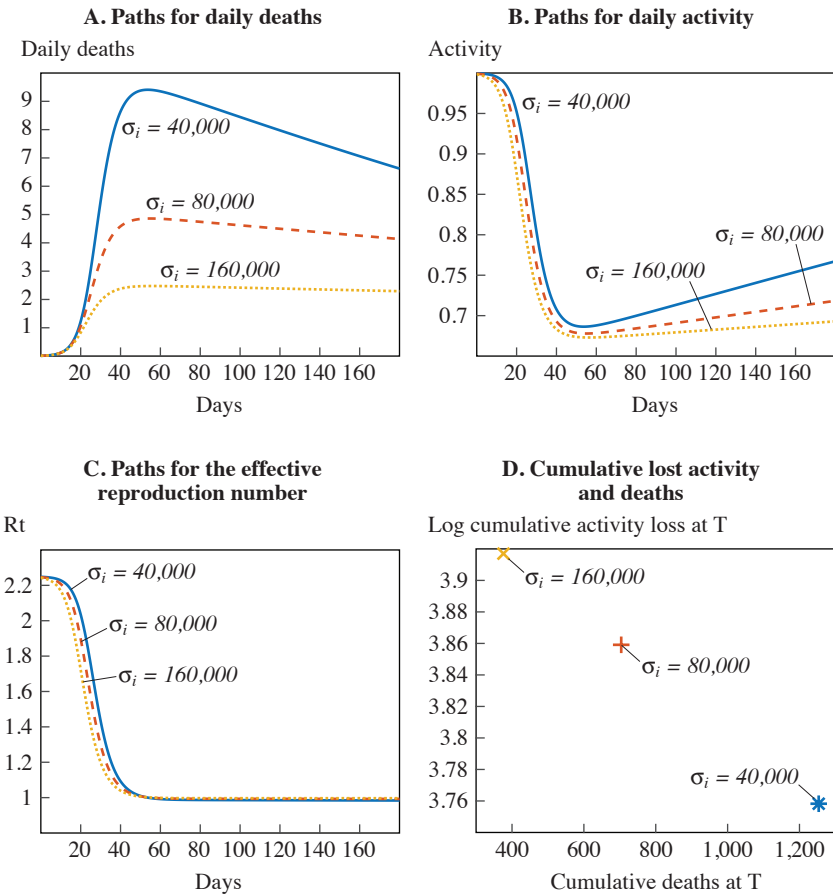 A. Paths for daily deaths
Daily deaths
9
8
7
6
5
4
3
2
1
σi = 40,000
σi = 80,000
σi = 160,000
20 40 60 80 100 120 140 160
Days
B. Paths for daily activity
Activity
0.95
0.9
0.85
0.8
0.75
0.7
σi = 40,000
σi = 80,000
σi = 160,000
20 40 60 80 100 120 140 160
Days
C. Paths for the effective
reproduction number
Rt
2.2
2
1.8
1.6
1.4
1.2
1
σi = 40,000
σi = 80,000
σi = 160,000
20 40 60 80 100 120 140 160
Days
D. Cumulative lost activity
and deaths
Log cumulative activity loss at T
3.9
3.88
3.86
3.84
3.82
3.8
3.78
3.76
σi = 160,000
σi = 80,000
σi = 40,000
400 600 800 1,000 1,200
Cumulative deaths at T